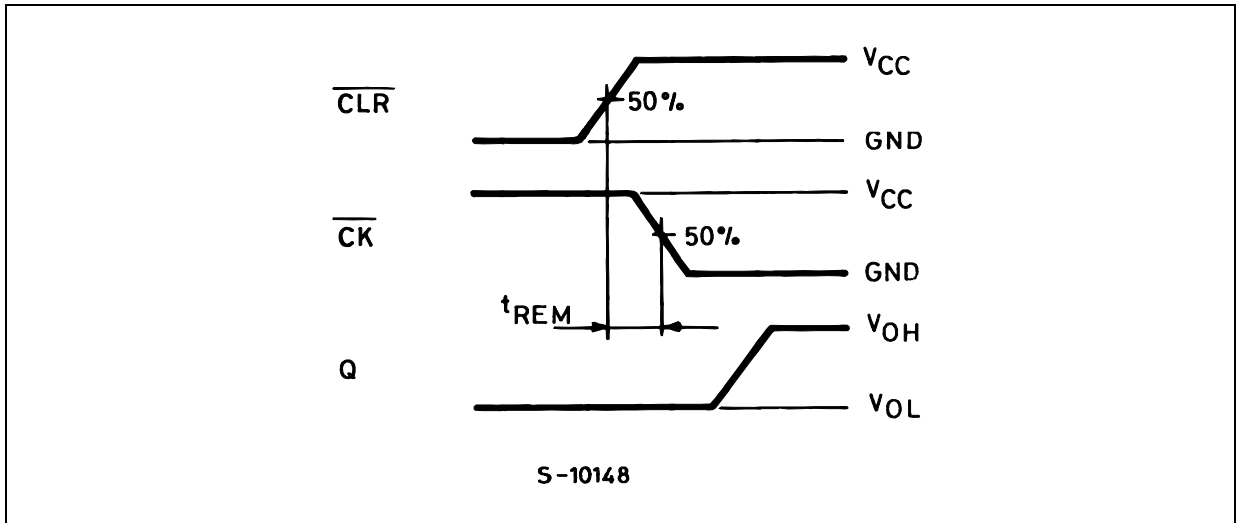 VCC
CLR
50%
GND
VCC
CK
50%
GND
tREM
VOH
Q
VOL
S-10148